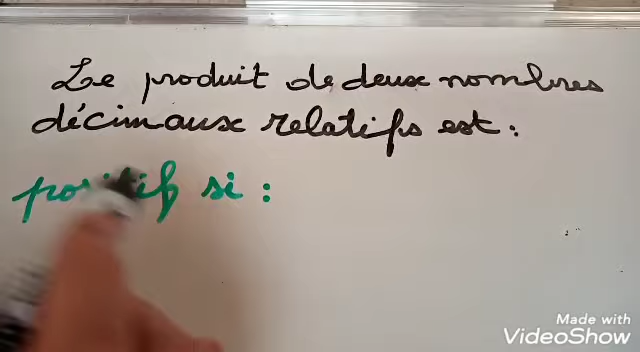 Le produit de deux nombres
décimaux relatifs est :
positif si :
Made with
VideoShow